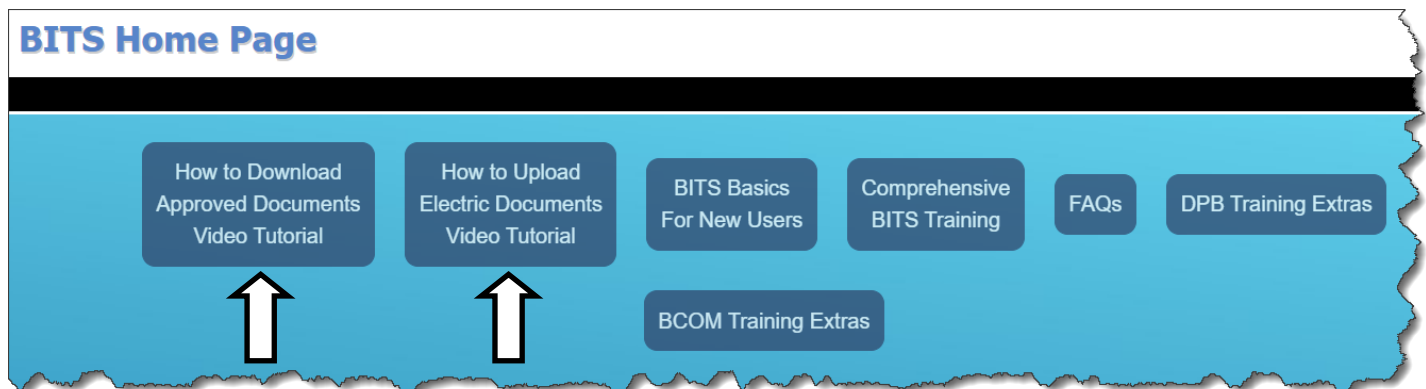 BITS Home Page
How to Download
Approved Documents
Video Tutorial
How to Upload
Electric Documents
Video Tutorial
BITS Basics
For New Users
Comprehensive
BITS Training
FAQs
DPB Training Extras
BCOM Training Extras